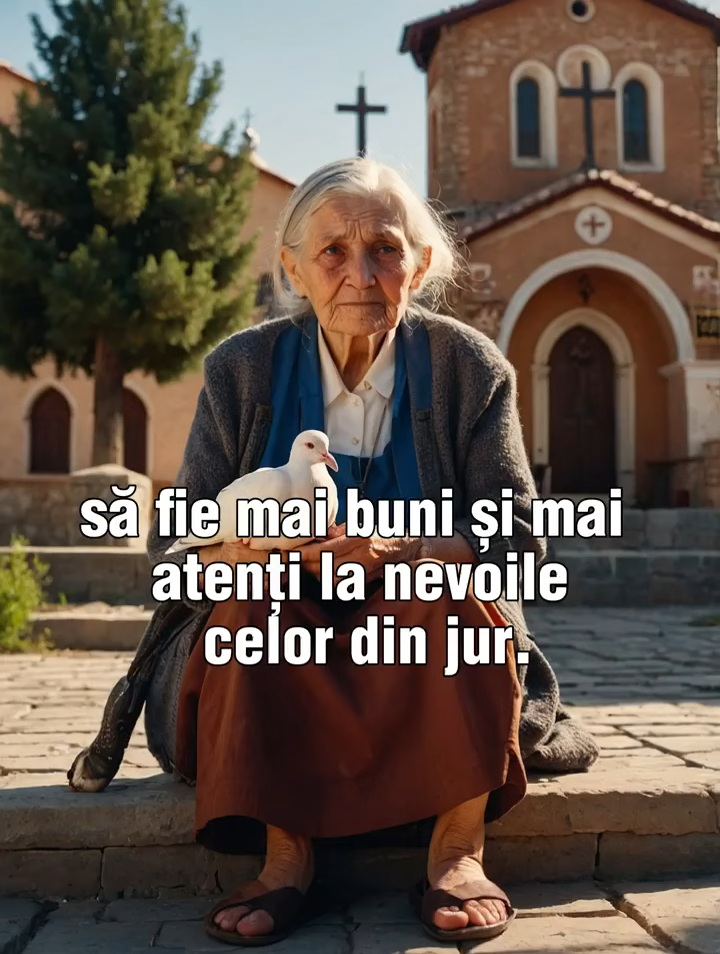 să fie mai buni și mai
atenți la nevoile
celor din jur.